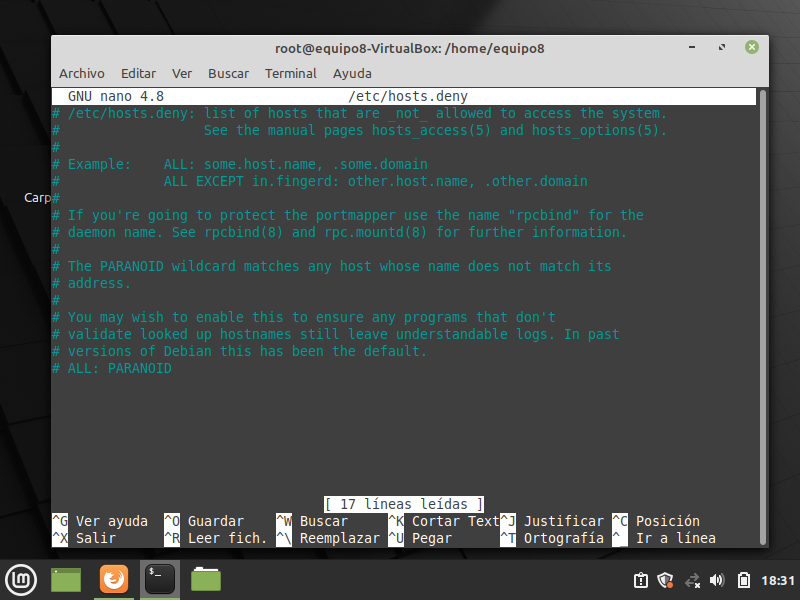 root@equipo8-VirtualBox: /home/equipo8
Archivo Editar Ver Buscar Terminal Ayuda
GNU nano 4.8 /etc/hosts.deny
# /etc/hosts.deny: list of hosts that are _not_ allowed to access the system.
# See the manual pages hosts_access(5) and hosts_options(5).
#
# Example: ALL: some.host.name, .some.domain
# ALL EXCEPT in.fingerd: other.host.name, .other.domain
Carp
#
# If you're going to protect the portmapper use the name "rpcbind" for the
# daemon name. See rpcbind(8) and rpc.mountd(8) for further information.
#
# The PARANOID wildcard matches any host whose name does not match its
# address.
#
# You may wish to enable this to ensure any programs that don't
# validate looked up hostnames still leave understandable logs. In past
# versions of Debian this has been the default.
# ALL: PARANOID
[ 17 líneas leídas ]
^G Ver ayuda ^O Guardar ^W Buscar ^K Cortar Text ^J Justificar ^C Posición
^X Salir ^R Leer fich. ^\ Reemplazar ^U Pegar ^T Ortografía ^_ Ir a línea
$_
18:31